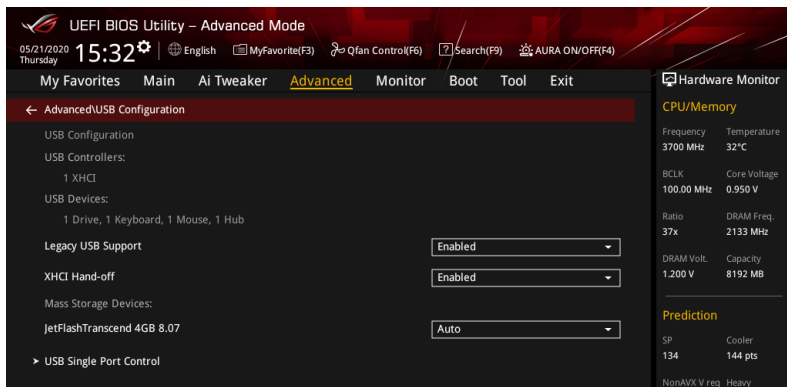 UEFI BIOS Utility – Advanced Mode
05/21/2020 Thursday 15:32 English MyFavorite(F3) Qfan Control(F6) ? Search(F9) AURA ON/OFF(F4)
My Favorites Main Ai Tweaker Advanced Monitor Boot Tool Exit
Hardware Monitor
← Advanced\USB Configuration
USB Configuration
USB Controllers:
1 XHCI
USB Devices:
1 Drive, 1 Keyboard, 1 Mouse, 1 Hub
Legacy USB Support Enabled
XHCI Hand-off Enabled
Mass Storage Devices:
JetFlashTranscend 4GB 8.07 Auto
> USB Single Port Control
CPU/Memory
Frequency Temperature
3700 MHz 32°C
BCLK Core Voltage
100.00 MHz 0.950 V
Ratio DRAM Freq.
37x 2133 MHz
DRAM Volt. Capacity
1.200 V 8192 MB
Prediction
SP Cooler
134 144 pts
NonAVX V req Heavy